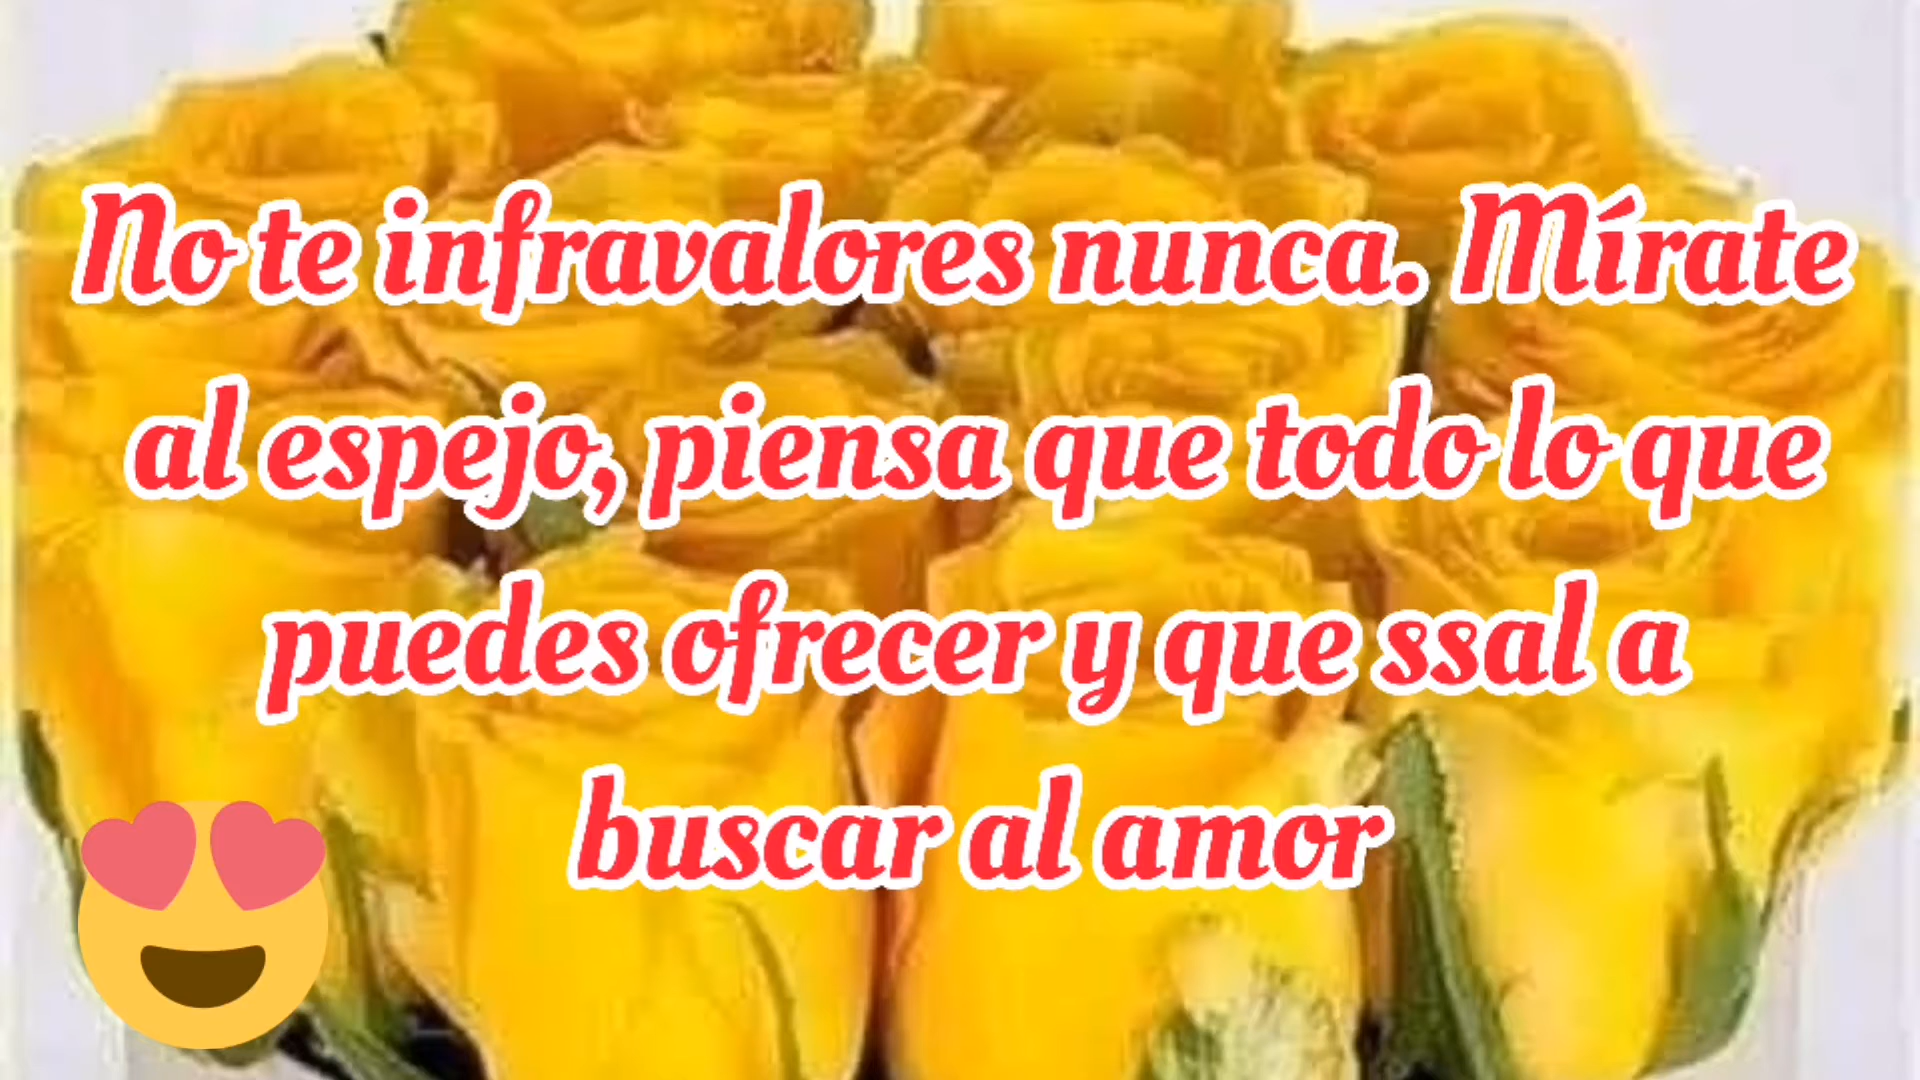 No te infravalores nunca. Mírate
al espejo, piensa que todo lo que
puedes ofrecer y que ssal a
buscar al amor